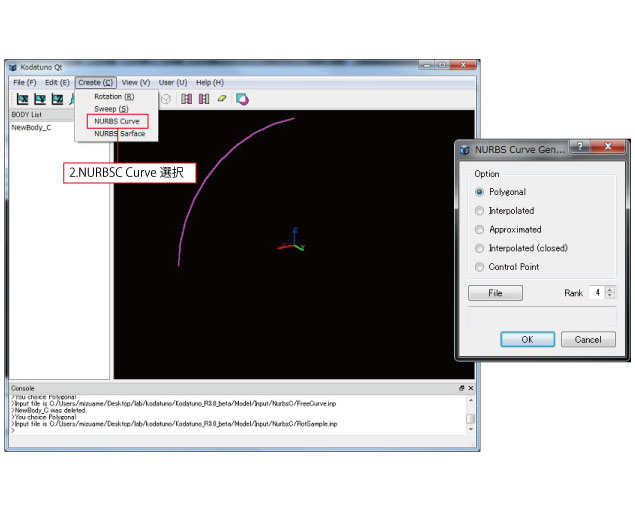 Kodatuno Qt
File (F) Edit (E) Create (C) View (V) User (U) Help (H)
Rotation (R)
Sweep (S)
NURBS Curve
NURBS Sarface
BODY List
NewBody_C
2.NURBSC Curve 選択
NURBS Curve Gen...
Option
Polygonal
Interpolated
Approximated
Interpolated (closed)
Control Point
File
Rank 4
OK
Cancel
Console
>You choice Polygonal
>Input file is C:/Users/mizuame/Desktop/lab/kodatuno/Kodatuno_R3.0_beta/Model/Input/NurbsC/FreeCurve.inp
>NewBody_C was deleted.
>You choice Polygonal
>Input file is C:/Users/mizuame/Desktop/lab/kodatuno/Kodatuno_R3.0_beta/Model/Input/NurbsC/RotSample.inp
>